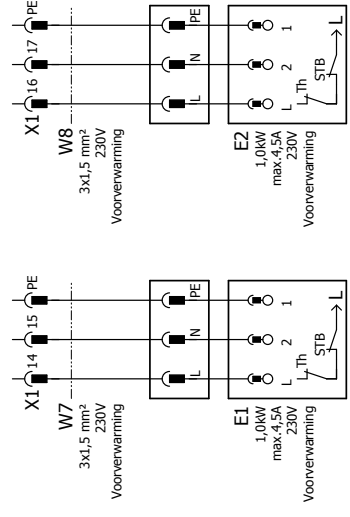 X1 14 15 PE
W7
3x1,5 mm²
230V
Voorverwarming
L N PE
E1
1,0kW
max.4,5A
230V
Voorverwarming
L 2 1
Th
STB
L
X1 16 17 PE
W8
3x1,5 mm²
230V
Voorverwarming
L N PE
E2
1,0kW
max.4,5A
230V
Voorverwarming
L 2 1
Th
STB
L